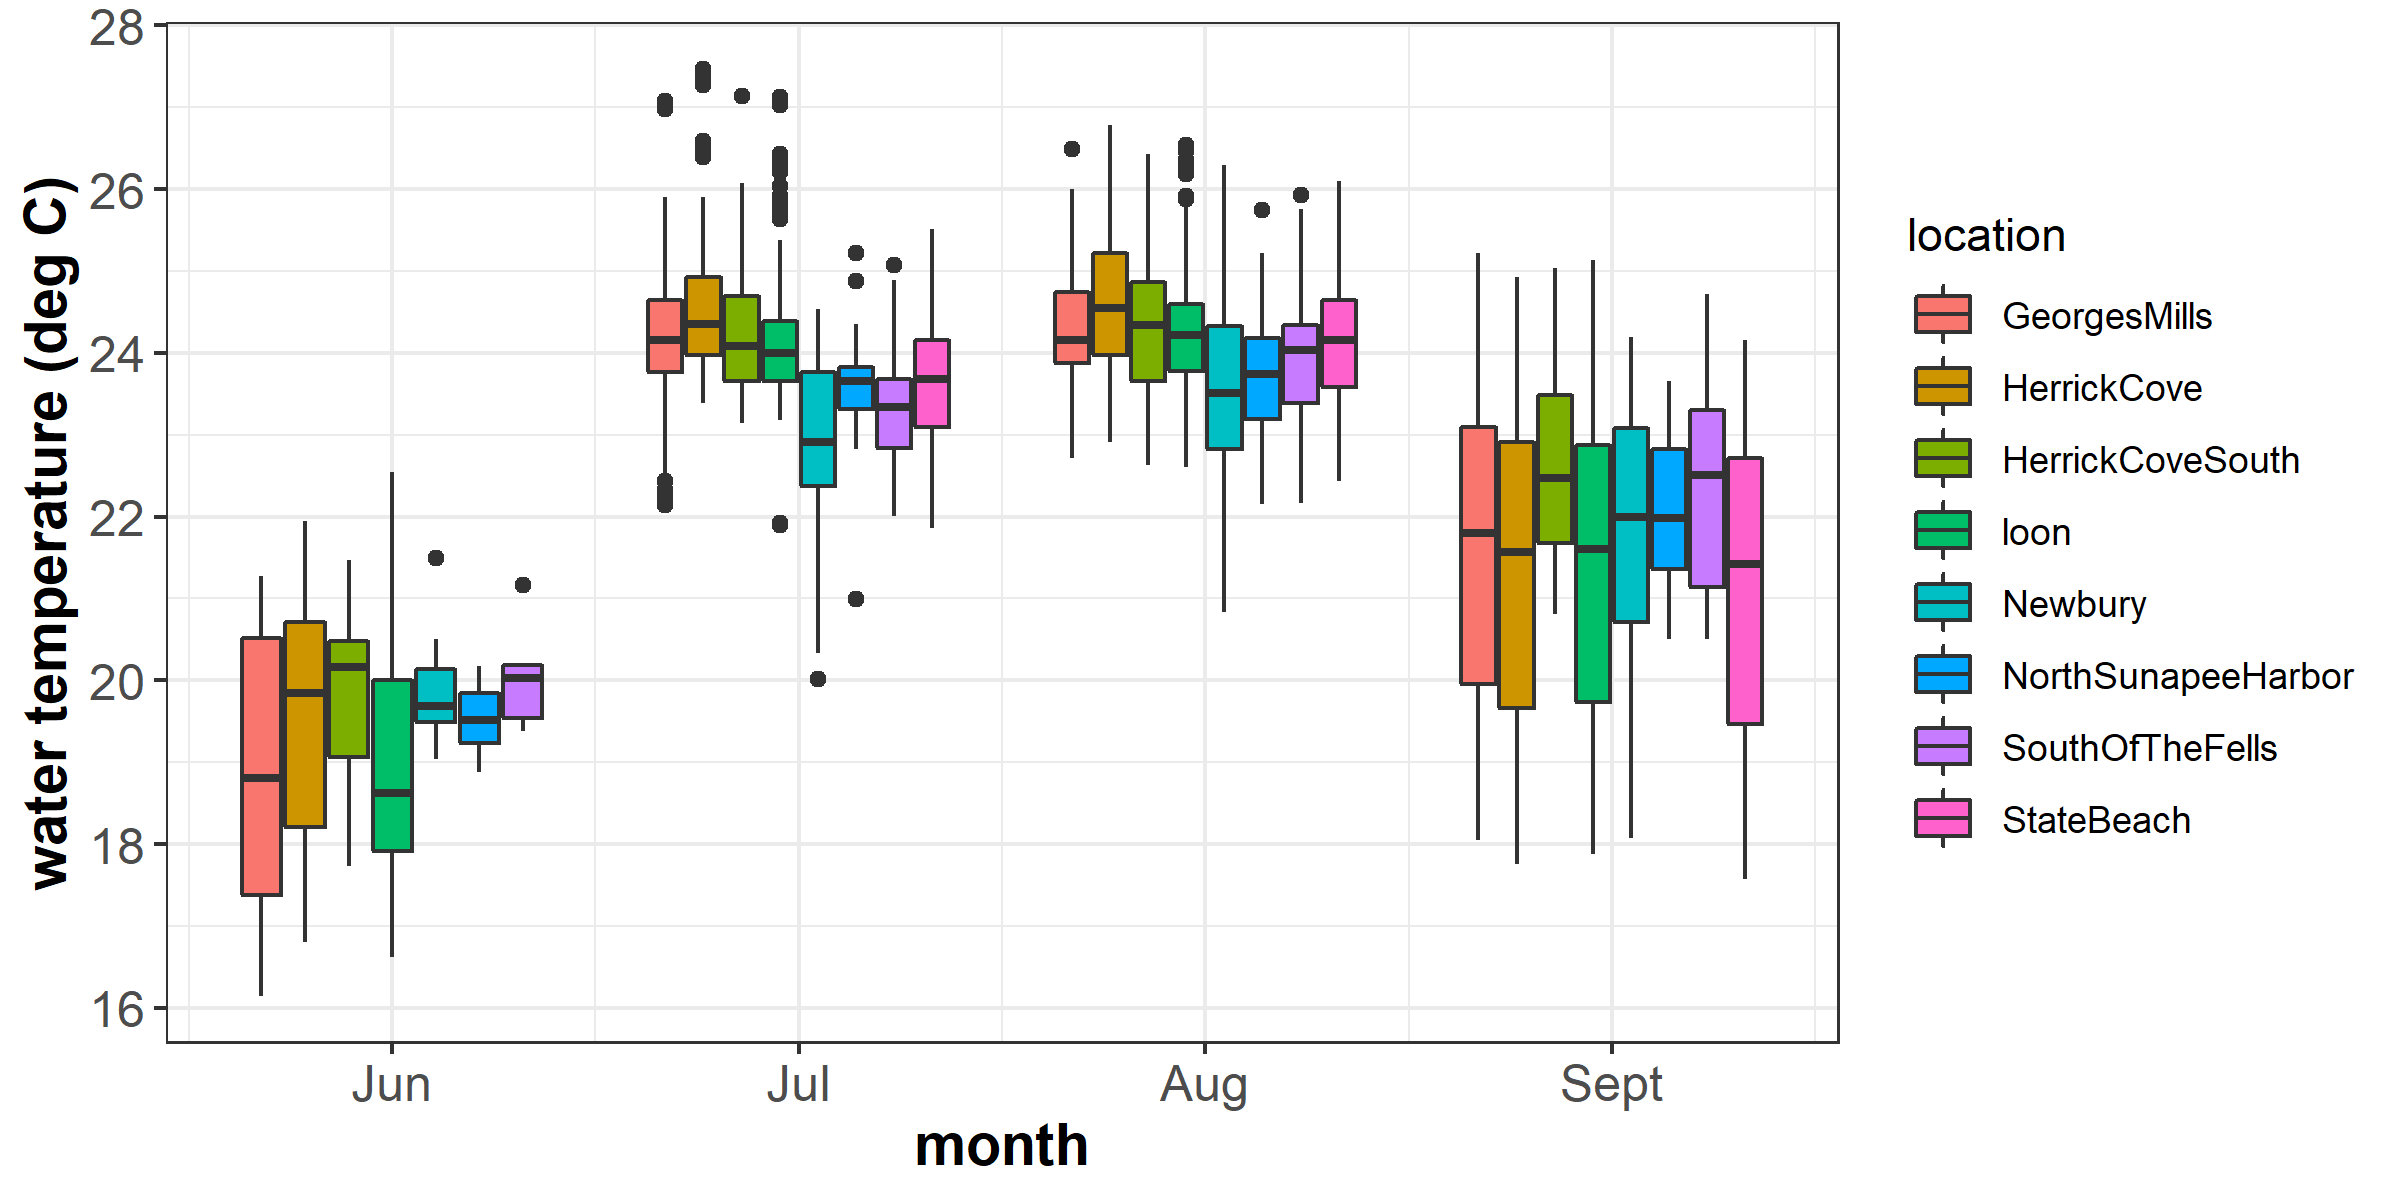 water temperature (deg C)
28
26
24
22
20
18
16
Jun Jul Aug Sept
month
location
GeorgesMills
HerrickCove
HerrickCoveSouth
loon
Newbury
NorthSunapeeHarbor
SouthOfTheFells
StateBeach